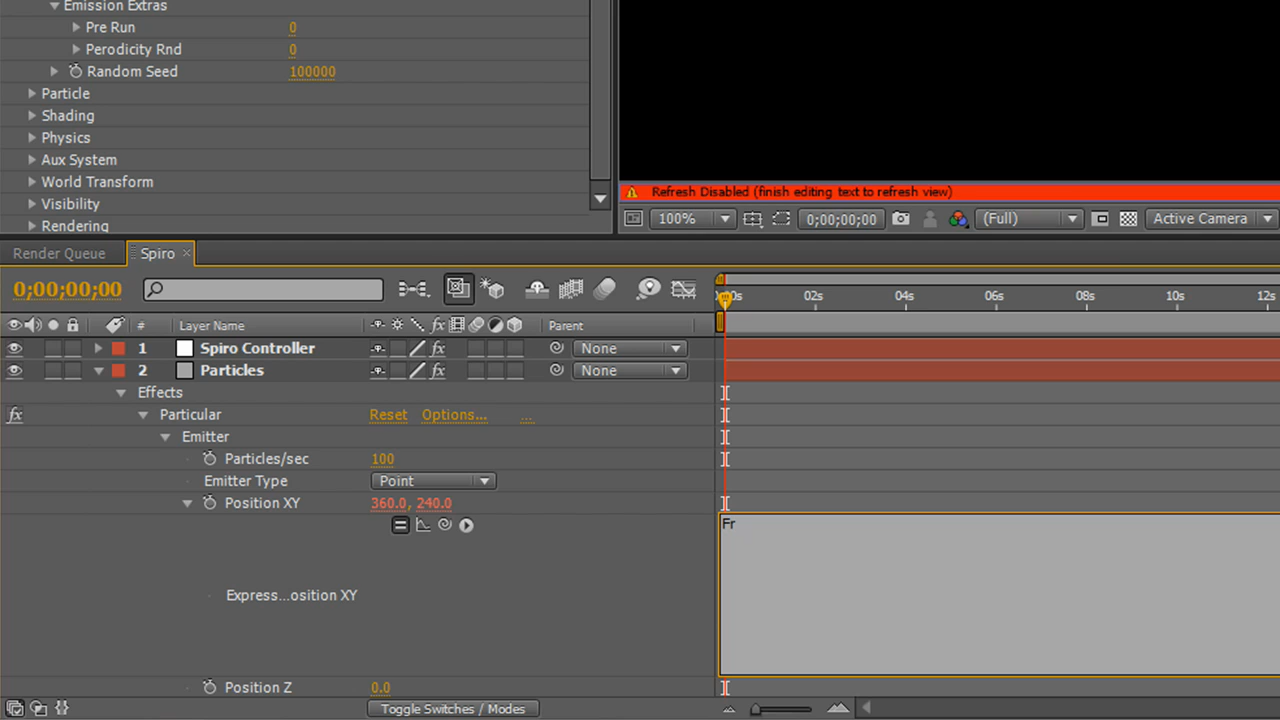 Emission Extras
Pre Run 0
Perodicity Rnd 0
Random Seed 100000
Particle
Shading
Physics
Aux System
World Transform
Visibility
Rendering
Refresh Disabled (finish editing text to refresh view)
100% 0;00;00;00 (Full) Active Camera
Render Queue Spiro ×
0;00;00;00
02s 04s 06s 08s 10s 12s
# Layer Name fx Parent
1 Spiro Controller fx None
2 Particles fx None
Effects
fx Particular Reset Options... ...
Emitter
Particles/sec 100
Emitter Type Point
Position XY 360.0, 240.0
Fr
Express...osition XY
Position Z 0.0
Toggle Switches / Modes